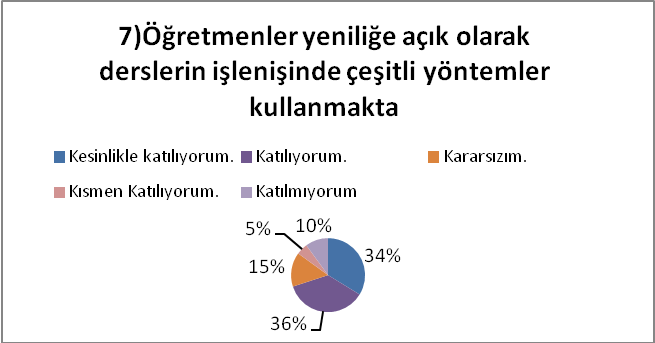 7)Öğretmenler yeniliğe açık olarak
derslerin işlenişinde çeşitli yöntemler
kullanmakta
Kesinlikle katılıyorum. Katılıyorum. Kararsızım.
Kısmen Katılıyorum. Katılmıyorum
5% 10%
34%
15%
36%